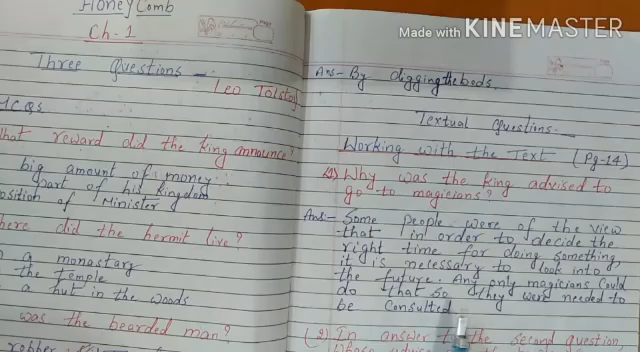 Honey Comb
Ch-1
Three Questions
Leo Tolstoy
MCQs
What reward did the king announce?
big amount of money
part of his kingdom
position of Minister
here did the hermit live?
a monastary
the temple
a hut in the woods
was the bearded man?
robber
Made with KINEMASTER
Ans- By digging the beds.
Textual Questions-
Working with the Text (Pg-14)
Why was the king advised to
go to magicians?
Ans- Some people were of the view
that in order to decide the
right time for doing something,
it is necessary to look into
the future. And only magicians could
do that so they were needed to
be consulted
(2) In answer to the second question,
whose advice